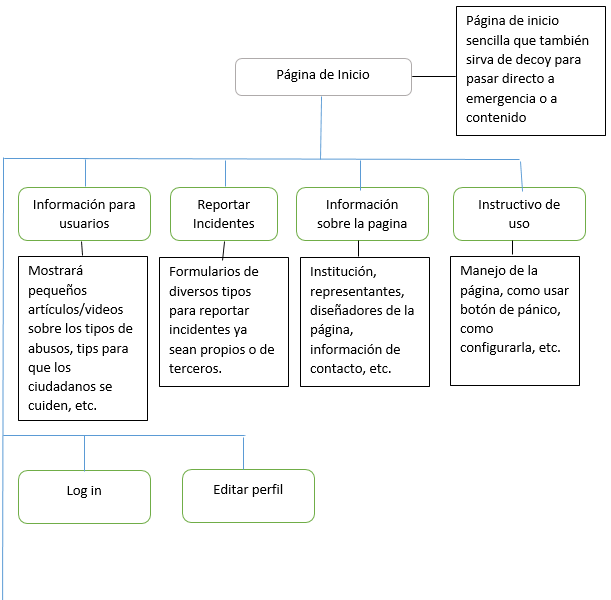 Página de Inicio
Página de inicio
sencilla que también
sirva de decoy para
pasar directo a
emergencia o a
contenido
Información para
usuarios
Reportar
Incidentes
Información
sobre la pagina
Instructivo de
uso
Mostrará
pequeños
artículos/videos
sobre los tipos de
abusos, tips para
que los
ciudadanos se
cuiden, etc.
Formularios de
diversos tipos
para reportar
incidentes ya
sean propios o de
terceros.
Institución,
representantes,
diseñadores de la
página,
información de
contacto, etc.
Manejo de la
página, como usar
botón de pánico,
como
configurarla, etc.
Log in
Editar perfil